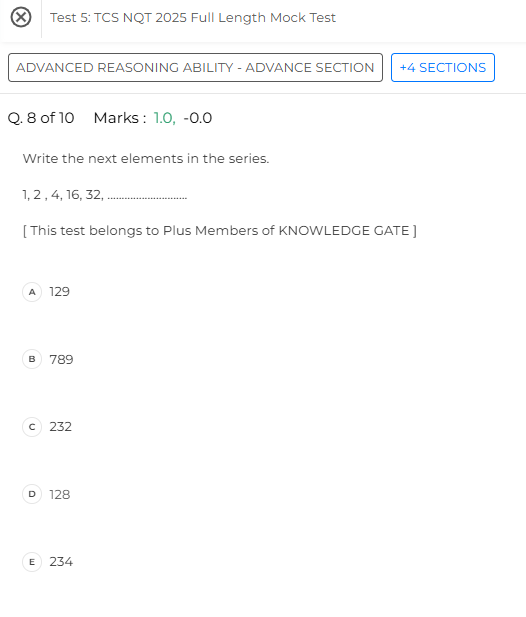 Test 5: TCS NQT 2025 Full Length Mock Test
ADVANCED REASONING ABILITY - ADVANCE SECTION
+4 SECTIONS
Q. 8 of 10 Marks : 1.0, -0.0
Write the next elements in the series.
1, 2 , 4, 16, 32, ............................
[ This test belongs to Plus Members of KNOWLEDGE GATE ]
A 129
B 789
C 232
D 128
E 234